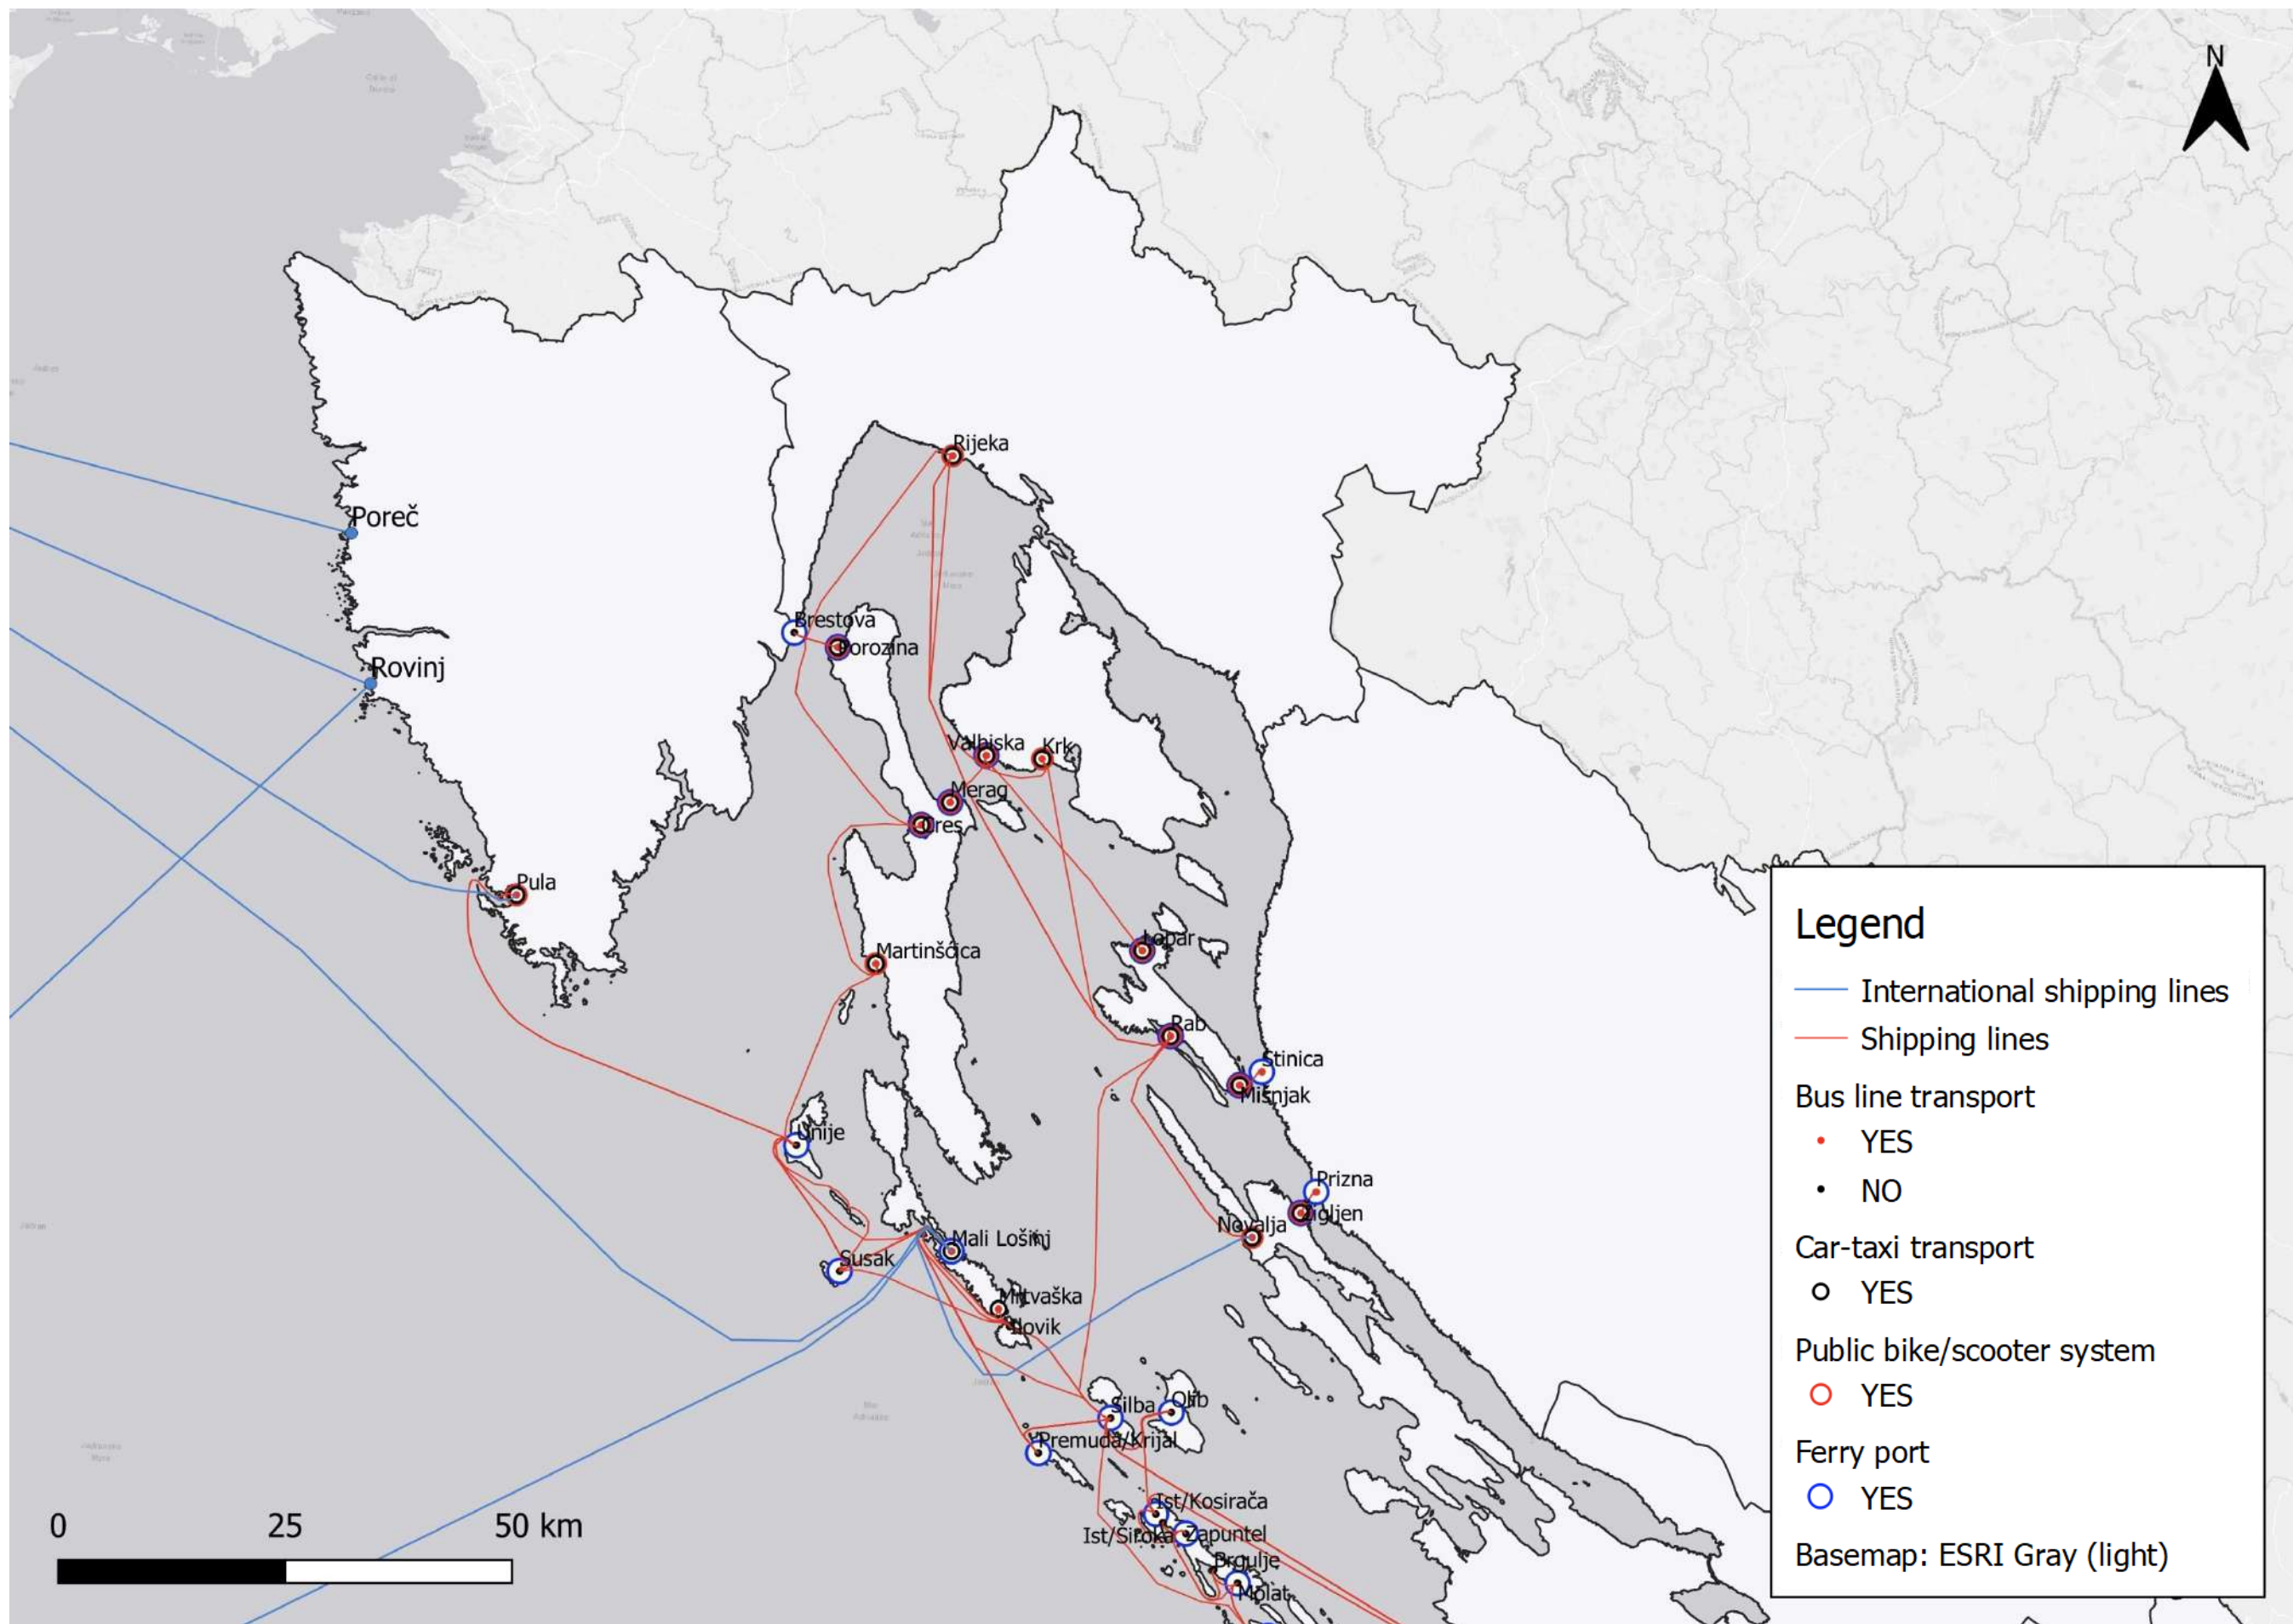 N
Rijeka
Poreč
Brestova
Porozina
Rovinj
Valbiska
Krk
Merag
Cres
Pula
Lopar
Martinšćica
Rab
Stinica
Mišnjak
Unije
Prizna
Žigljen
Novalja
Mali Lošinj
Susak
Mrtvaška
Ilovik
Silba
Olib
Premuda/Krijal
Ist/Kosirača
Ist/Široka
Zapuntel
Brgulje
Molat
0 25 50 km
Legend
International shipping lines
Shipping lines
Bus line transport
YES
NO
Car-taxi transport
YES
Public bike/scooter system
YES
Ferry port
YES
Basemap: ESRI Gray (light)